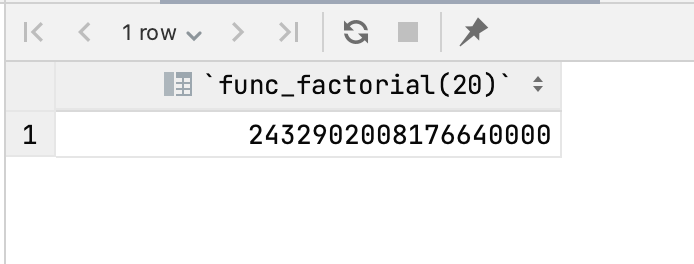 1 row
`func_factorial(20)`
1 2432902008176640000